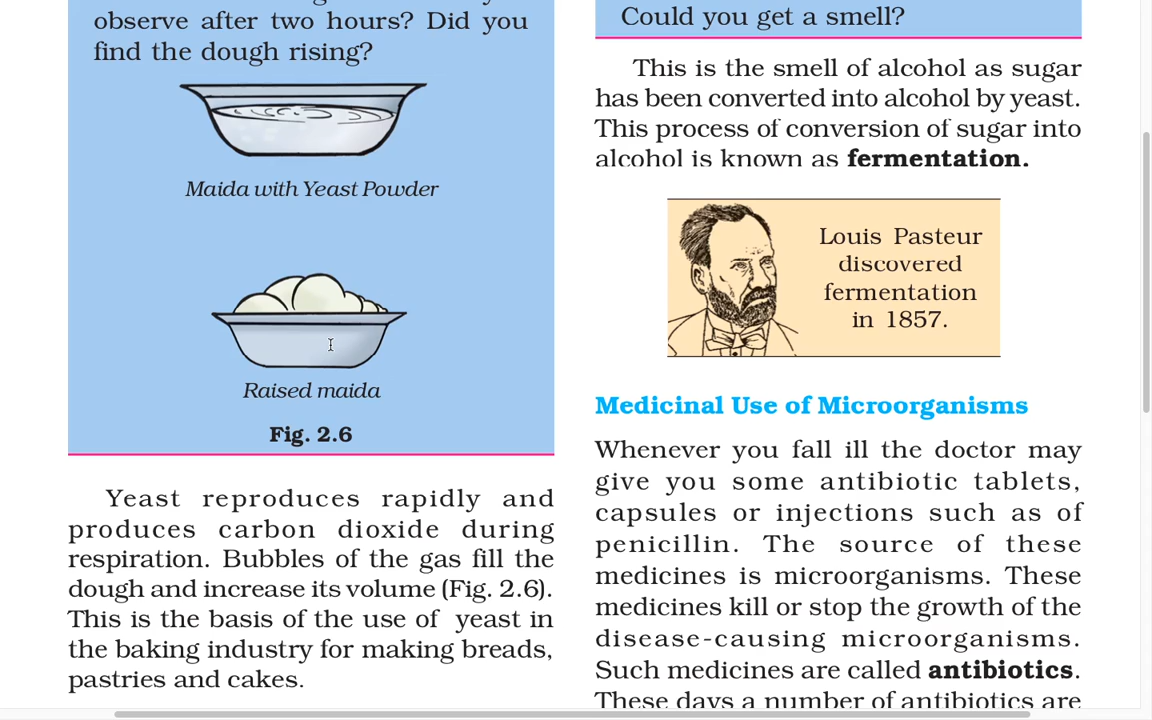 observe after two hours? Did you
find the dough rising?
Maida with Yeast Powder
Raised maida
Fig. 2.6
Yeast reproduces rapidly and
produces carbon dioxide during
respiration. Bubbles of the gas fill the
dough and increase its volume (Fig. 2.6).
This is the basis of the use of yeast in
the baking industry for making breads,
pastries and cakes.
Could you get a smell?
This is the smell of alcohol as sugar
has been converted into alcohol by yeast.
This process of conversion of sugar into
alcohol is known as fermentation.
Louis Pasteur
discovered
fermentation
in 1857.
Medicinal Use of Microorganisms
Whenever you fall ill the doctor may
give you some antibiotic tablets,
capsules or injections such as of
penicillin. The source of these
medicines is microorganisms. These
medicines kill or stop the growth of the
disease-causing microorganisms.
Such medicines are called antibiotics.
These days a number of antibiotics are